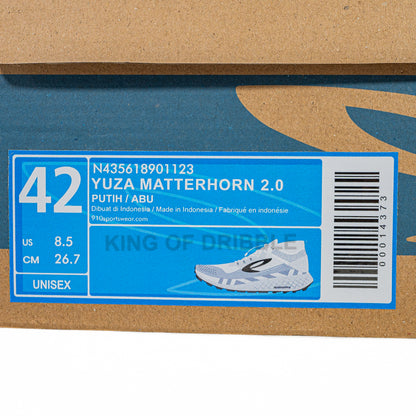 42
N435618901123
YUZA MATTERHORN 2.0
PUTIH / ABU
Dibuat di Indonesia / Made in Indonesia / Fabriqué en indonésie
910sportswear.com
KING OF DRIBBLE
US 8.5
CM 26.7
UNISEX
00014373